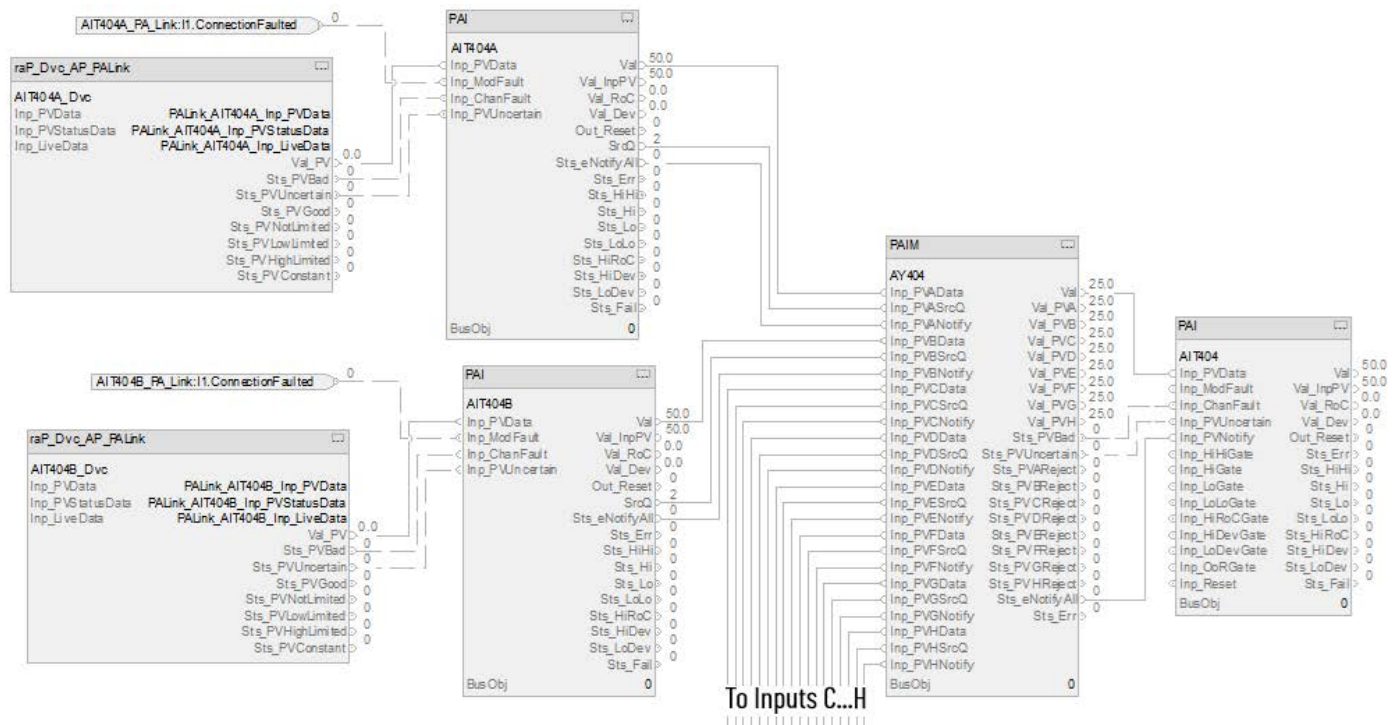 AIT404A_PA_Link:I1.ConnectionFaulted
0
raP_Dvc_AP_PALink
AIT404A_Dvc
Inp_PVData PALink_AIT404A_Inp_PVData
Inp_PVStatusData PALink_AIT404A_Inp_PVStatusData
Inp_LiveData PALink_AIT404A_Inp_LiveData
Val_PV 0.0
Sts_PVBad 0
Sts_PVUncertain 0
Sts_PVGood 0
Sts_PVNotLimited 0
Sts_PVLowLimited 0
Sts_PVHighLimited 0
Sts_PVConstant 0
PAI
AIT404A
Inp_PVData Val 50.0
Inp_ModFault Val_InpPV 50.0
Inp_ChanFault Val_RoC 0.0
Inp_PVUncertain Val_Dev 0.0
Out_Reset 0
SrcQ 2
Sts_eNotifyAll 0
Sts_Err 0
Sts_HiHi 0
Sts_Hi 0
Sts_Lo 0
Sts_LoLo 0
Sts_HiRoC 0
Sts_HiDev 0
Sts_LoDev 0
Sts_Fail 0
BusObj 0
AIT404B_PA_Link:I1.ConnectionFaulted
0
raP_Dvc_AP_PALink
AIT404B_Dvc
Inp_PVData PALink_AIT404B_Inp_PVData
Inp_PVStatusData PALink_AIT404B_Inp_PVStatusData
Inp_LiveData PALink_AIT404B_Inp_LiveData
Val_PV 0.0
Sts_PVBad 0
Sts_PVUncertain 0
Sts_PVGood 0
Sts_PVNotLimited 0
Sts_PVLowLimited 0
Sts_PVHighLimited 0
Sts_PVConstant 0
PAI
AIT404B
Inp_PVData Val 50.0
Inp_ModFault Val_InpPV 50.0
Inp_ChanFault Val_RoC 0.0
Inp_PVUncertain Val_Dev 0.0
Out_Reset 0
SrcQ 2
Sts_eNotifyAll 0
Sts_Err 0
Sts_HiHi 0
Sts_Hi 0
Sts_Lo 0
Sts_LoLo 0
Sts_HiRoC 0
Sts_HiDev 0
Sts_LoDev 0
Sts_Fail 0
BusObj 0
To Inputs C...H
PAIM
AY404
Inp_PVAData Val 25.0
Inp_PVASrcQ Val_PVA 25.0
Inp_PVANotify Val_PVB 25.0
Inp_PVBData Val_PVC 25.0
Inp_PVBSrcQ Val_PVD 25.0
Inp_PVBNotify Val_PVE 25.0
Inp_PVCData Val_PVF 25.0
Inp_PVCSrcQ Val_PVG 25.0
Inp_PVCNotify Val_PVH 25.0
Inp_PVDData Sts_PVBad 0
Inp_PVDSrcQ Sts_PVUncertain 0
Inp_PVDNotify Sts_PVAReject 0
Inp_PVEData Sts_PVBReject 0
Inp_PVESrcQ Sts_PVCReject 0
Inp_PVENotify Sts_PVDReject 0
Inp_PVFData Sts_PVEReject 0
Inp_PVFSrcQ Sts_PVFReject 0
Inp_PVFNotify Sts_PVGReject 0
Inp_PVGData Sts_PVHReject 0
Inp_PVGSrcQ Sts_eNotifyAll 0
Inp_PVGNotify Sts_Err 0
Inp_PVHData
Inp_PVHSrcQ
Inp_PVHNotify
BusObj 0
PAI
AIT404
Inp_PVData Val 50.0
Inp_ModFault Val_InpPV 50.0
Inp_ChanFault Val_RoC 0.0
Inp_PVUncertain Val_Dev 0.0
Inp_PVNotify Out_Reset 0
Inp_HiHiGate Sts_Err 0
Inp_HiGate Sts_HiHi 0
Inp_LoGate Sts_Hi 0
Inp_LoLoGate Sts_Lo 0
Inp_HiRoCGate Sts_LoLo 0
Inp_HiDevGate Sts_HiRoC 0
Inp_LoDevGate Sts_HiDev 0
Inp_OoRGate Sts_LoDev 0
Inp_Reset Sts_Fail 0
BusObj 0